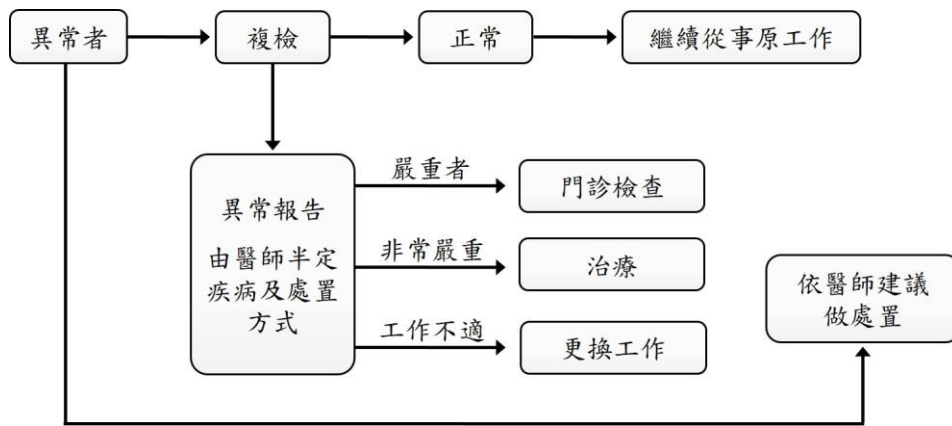 異常者
複檢
正常
繼續從事原工作
異常報告
由醫師半定
疾病及處置
方式
嚴重者
門診檢查
非常嚴重
治療
工作不適
更換工作
依醫師建議
做處置